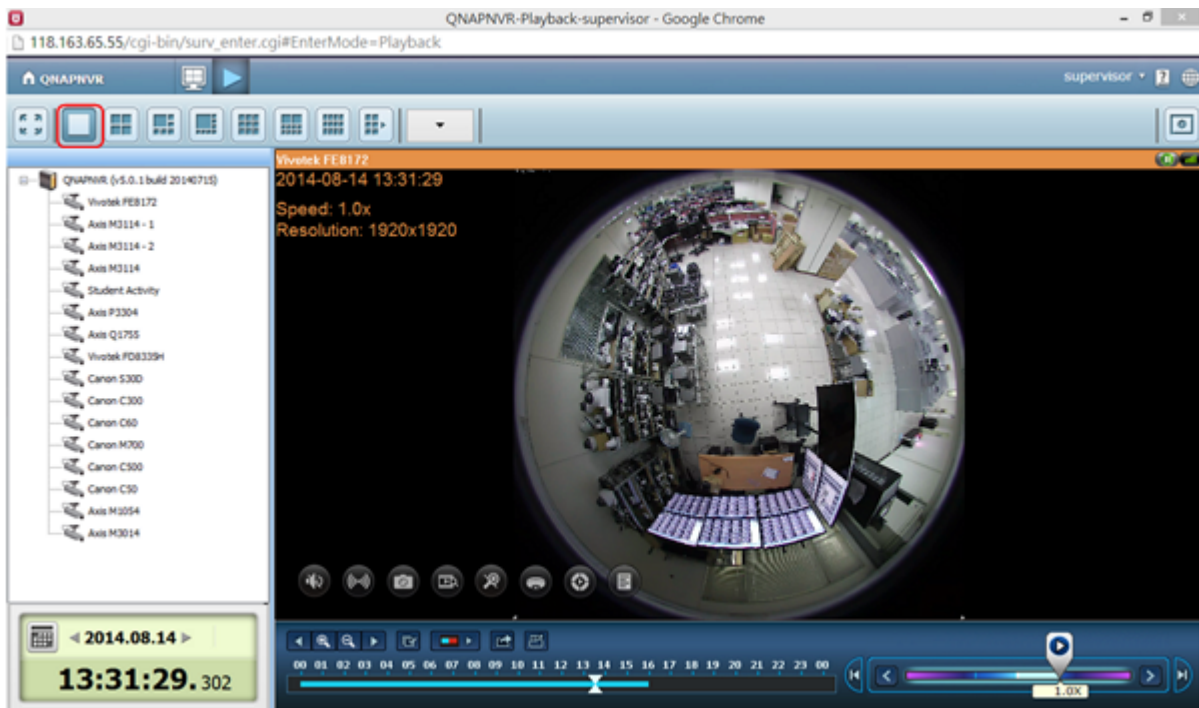 QNAPNVR-Playback-supervisor - Google Chrome
118.163.65.55/cgi-bin/surv_enter.cgi#EnterMode=Playback
QNAPNVR
supervisor
?
QNAPNVR (v5.0.1 build 20140715)
Vivotek FE8172
Axis M3114 - 1
Axis M3114 - 2
Axis M3114
Student Activity
Axis P3304
Axis Q1755
Vivotek FD8335H
Canon S30D
Canon C300
Canon C60
Canon M700
Canon C500
Canon C50
Axis M1054
Axis M3014
Vivotek FE8172
2014-08-14 13:31:29
Speed: 1.0x
Resolution: 1920x1920
2014.08.14
13:31:29.302
00 01 02 03 04 05 06 07 08 09 10 11 12 13 14 15 16 17 18 19 20 21 22 23 00
1.0X